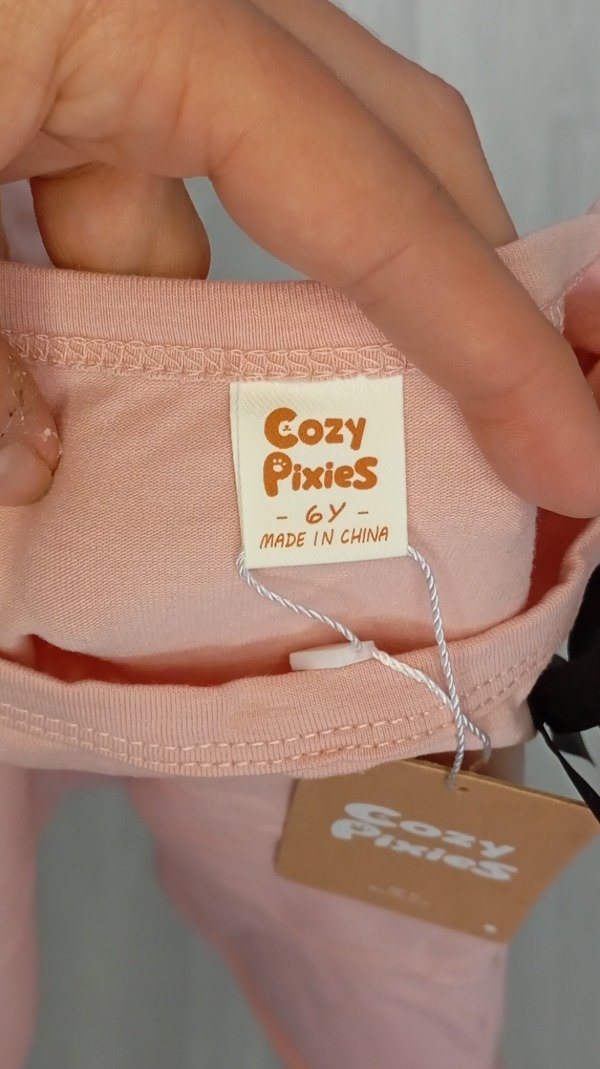 Cozy
Pixies
- 6Y -
MADE IN CHINA
Cozy
Pixies